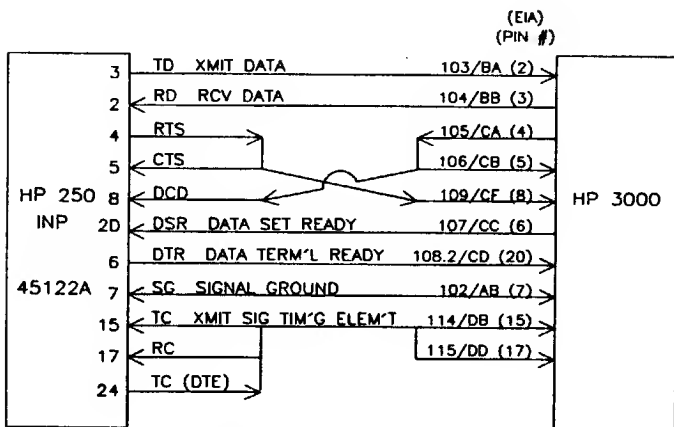 (EIA)
(PIN #)
3 TD XMIT DATA 103/BA (2)
2 RD RCV DATA 104/BB (3)
4 RTS 105/CA (4)
5 CTS 106/CB (5)
HP 250 8 DCD 109/CF (8) HP 3000
INP 2D DSR DATA SET READY 107/CC (6)
6 DTR DATA TERM'L READY 108.2/CD (20)
45122A 7 SG SIGNAL GROUND 102/AB (7)
15 TC XMIT SIG TIM'G ELEM'T 114/DB (15)
17 RC 115/DD (17)
24 TC (DTE)